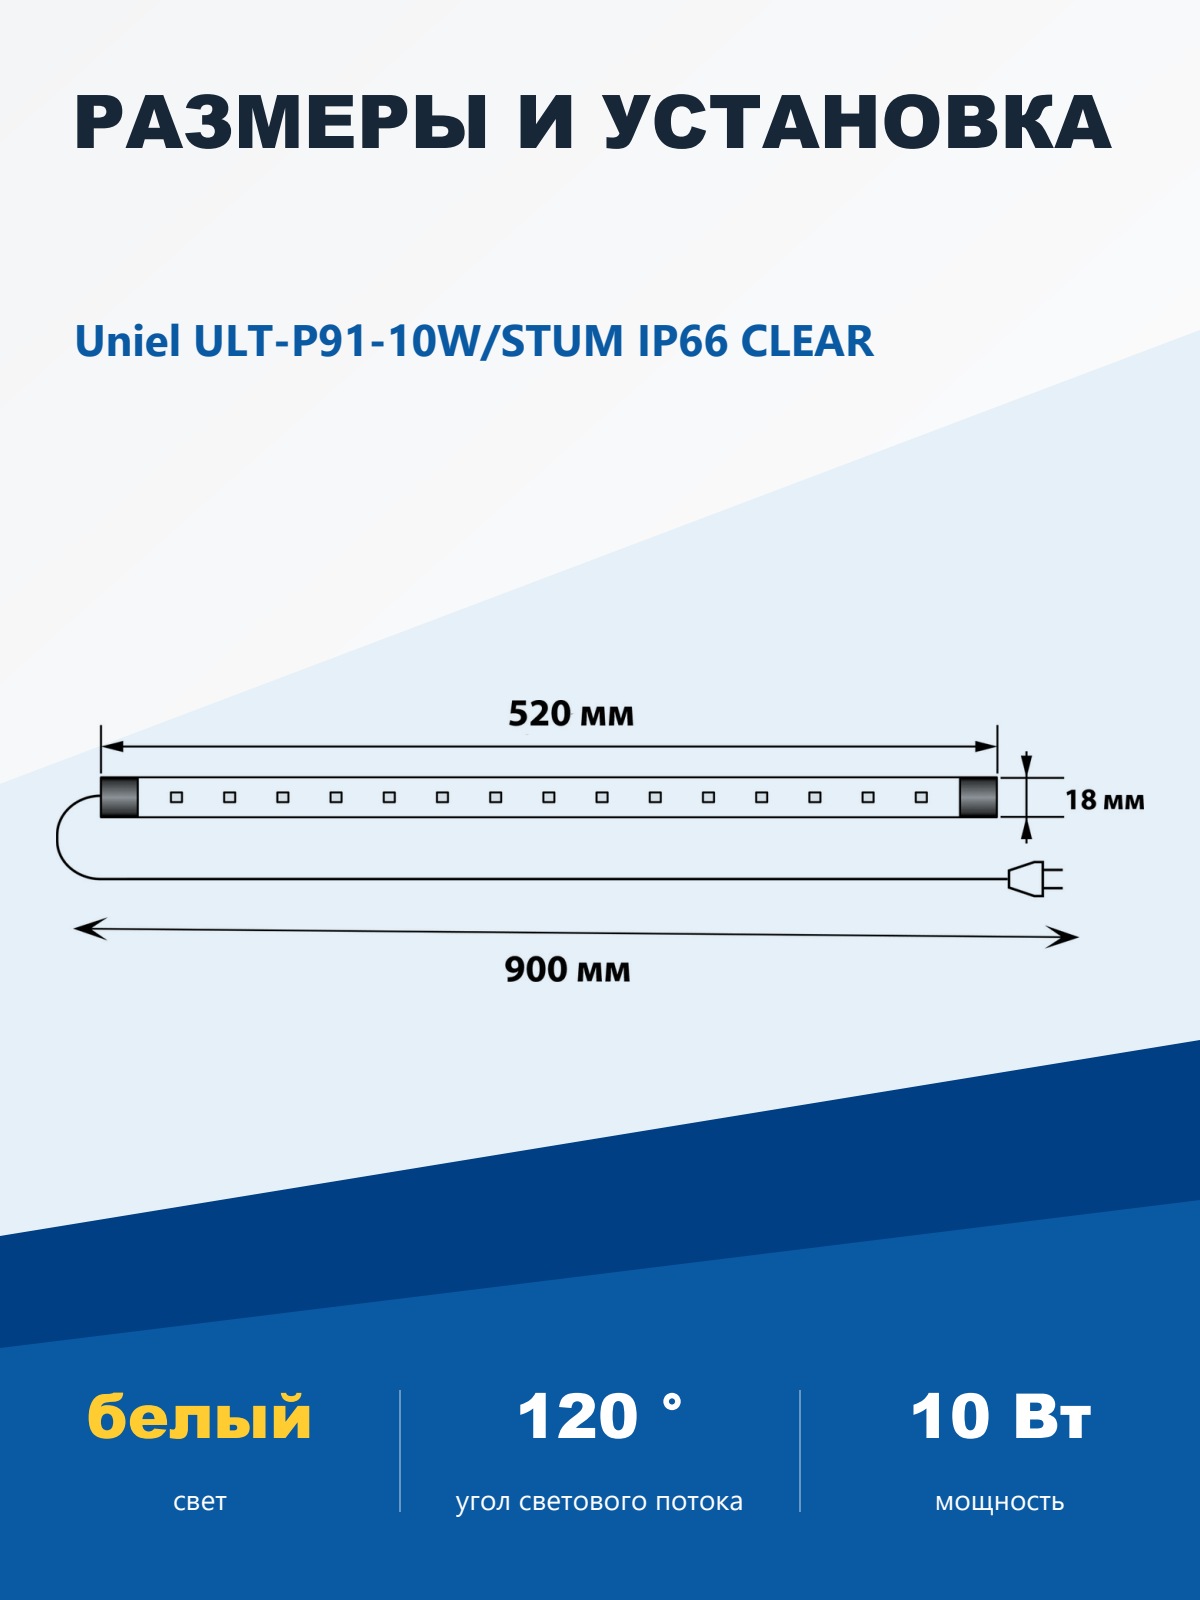 РАЗМЕРЫ И УСТАНОВКА
Uniel ULT-P91-10W/STUM IP66 CLEAR
520 мм
18 мм
900 мм
белый
свет
120 °
угол светового потока
10 Вт
мощность